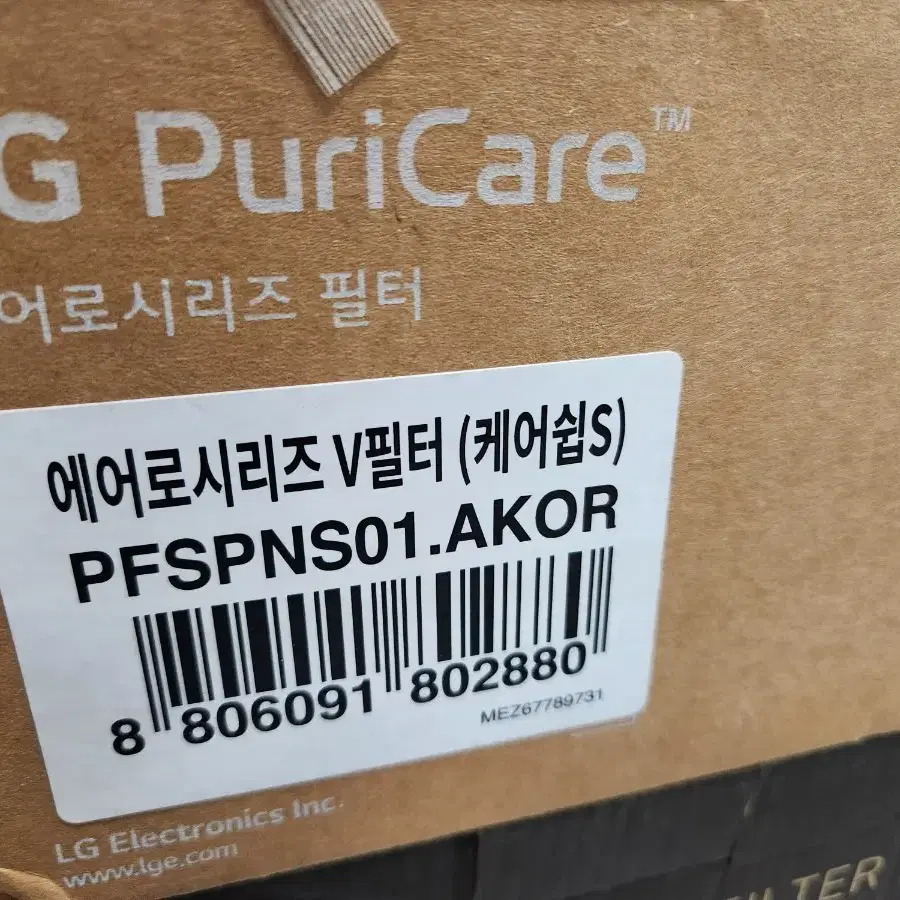 G PuriCare™
어로시리즈 필터
에어로시리즈 V필터 (케어쉽S)
PFSPNS01.AKOR
8 806091 802880
MEZ67789731
LG Electronics Inc.
www.lge.com
FILTER